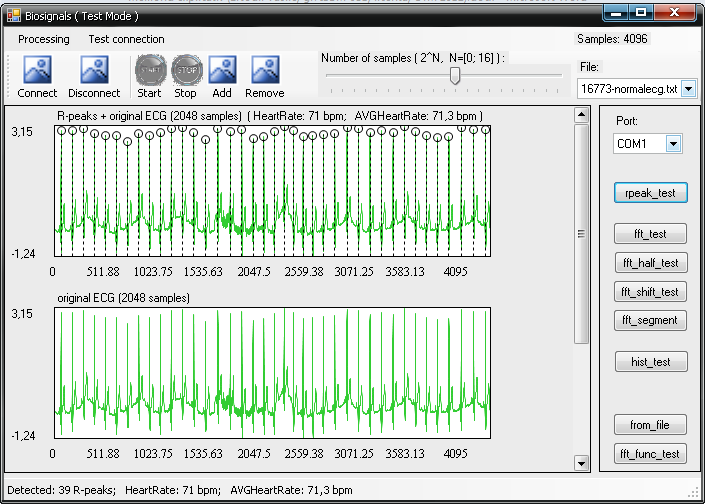 Biosignals ( Test Mode )
Processing Test connection
Samples: 4096
Number of samples ( 2^N, N=[0; 16] ) :
File:
16773-normalecg.txt
START STOP
Connect Disconnect Start Stop Add Remove
R-peaks + original ECG (2048 samples) ( HeartRate: 71 bpm; AVGHeartRate: 71,3 bpm )
3,15
-1,24
0 511.88 1023.75 1535.63 2047.5 2559.38 3071.25 3583.13 4095
original ECG (2048 samples)
3,15
-1,24
0 511.88 1023.75 1535.63 2047.5 2559.38 3071.25 3583.13 4095
Port:
COM1
rpeak_test
fft_test
fft_half_test
fft_shift_test
fft_segment
hist_test
from_file
fft_func_test
Detected: 39 R-peaks; HeartRate: 71 bpm; AVGHeartRate: 71,3 bpm